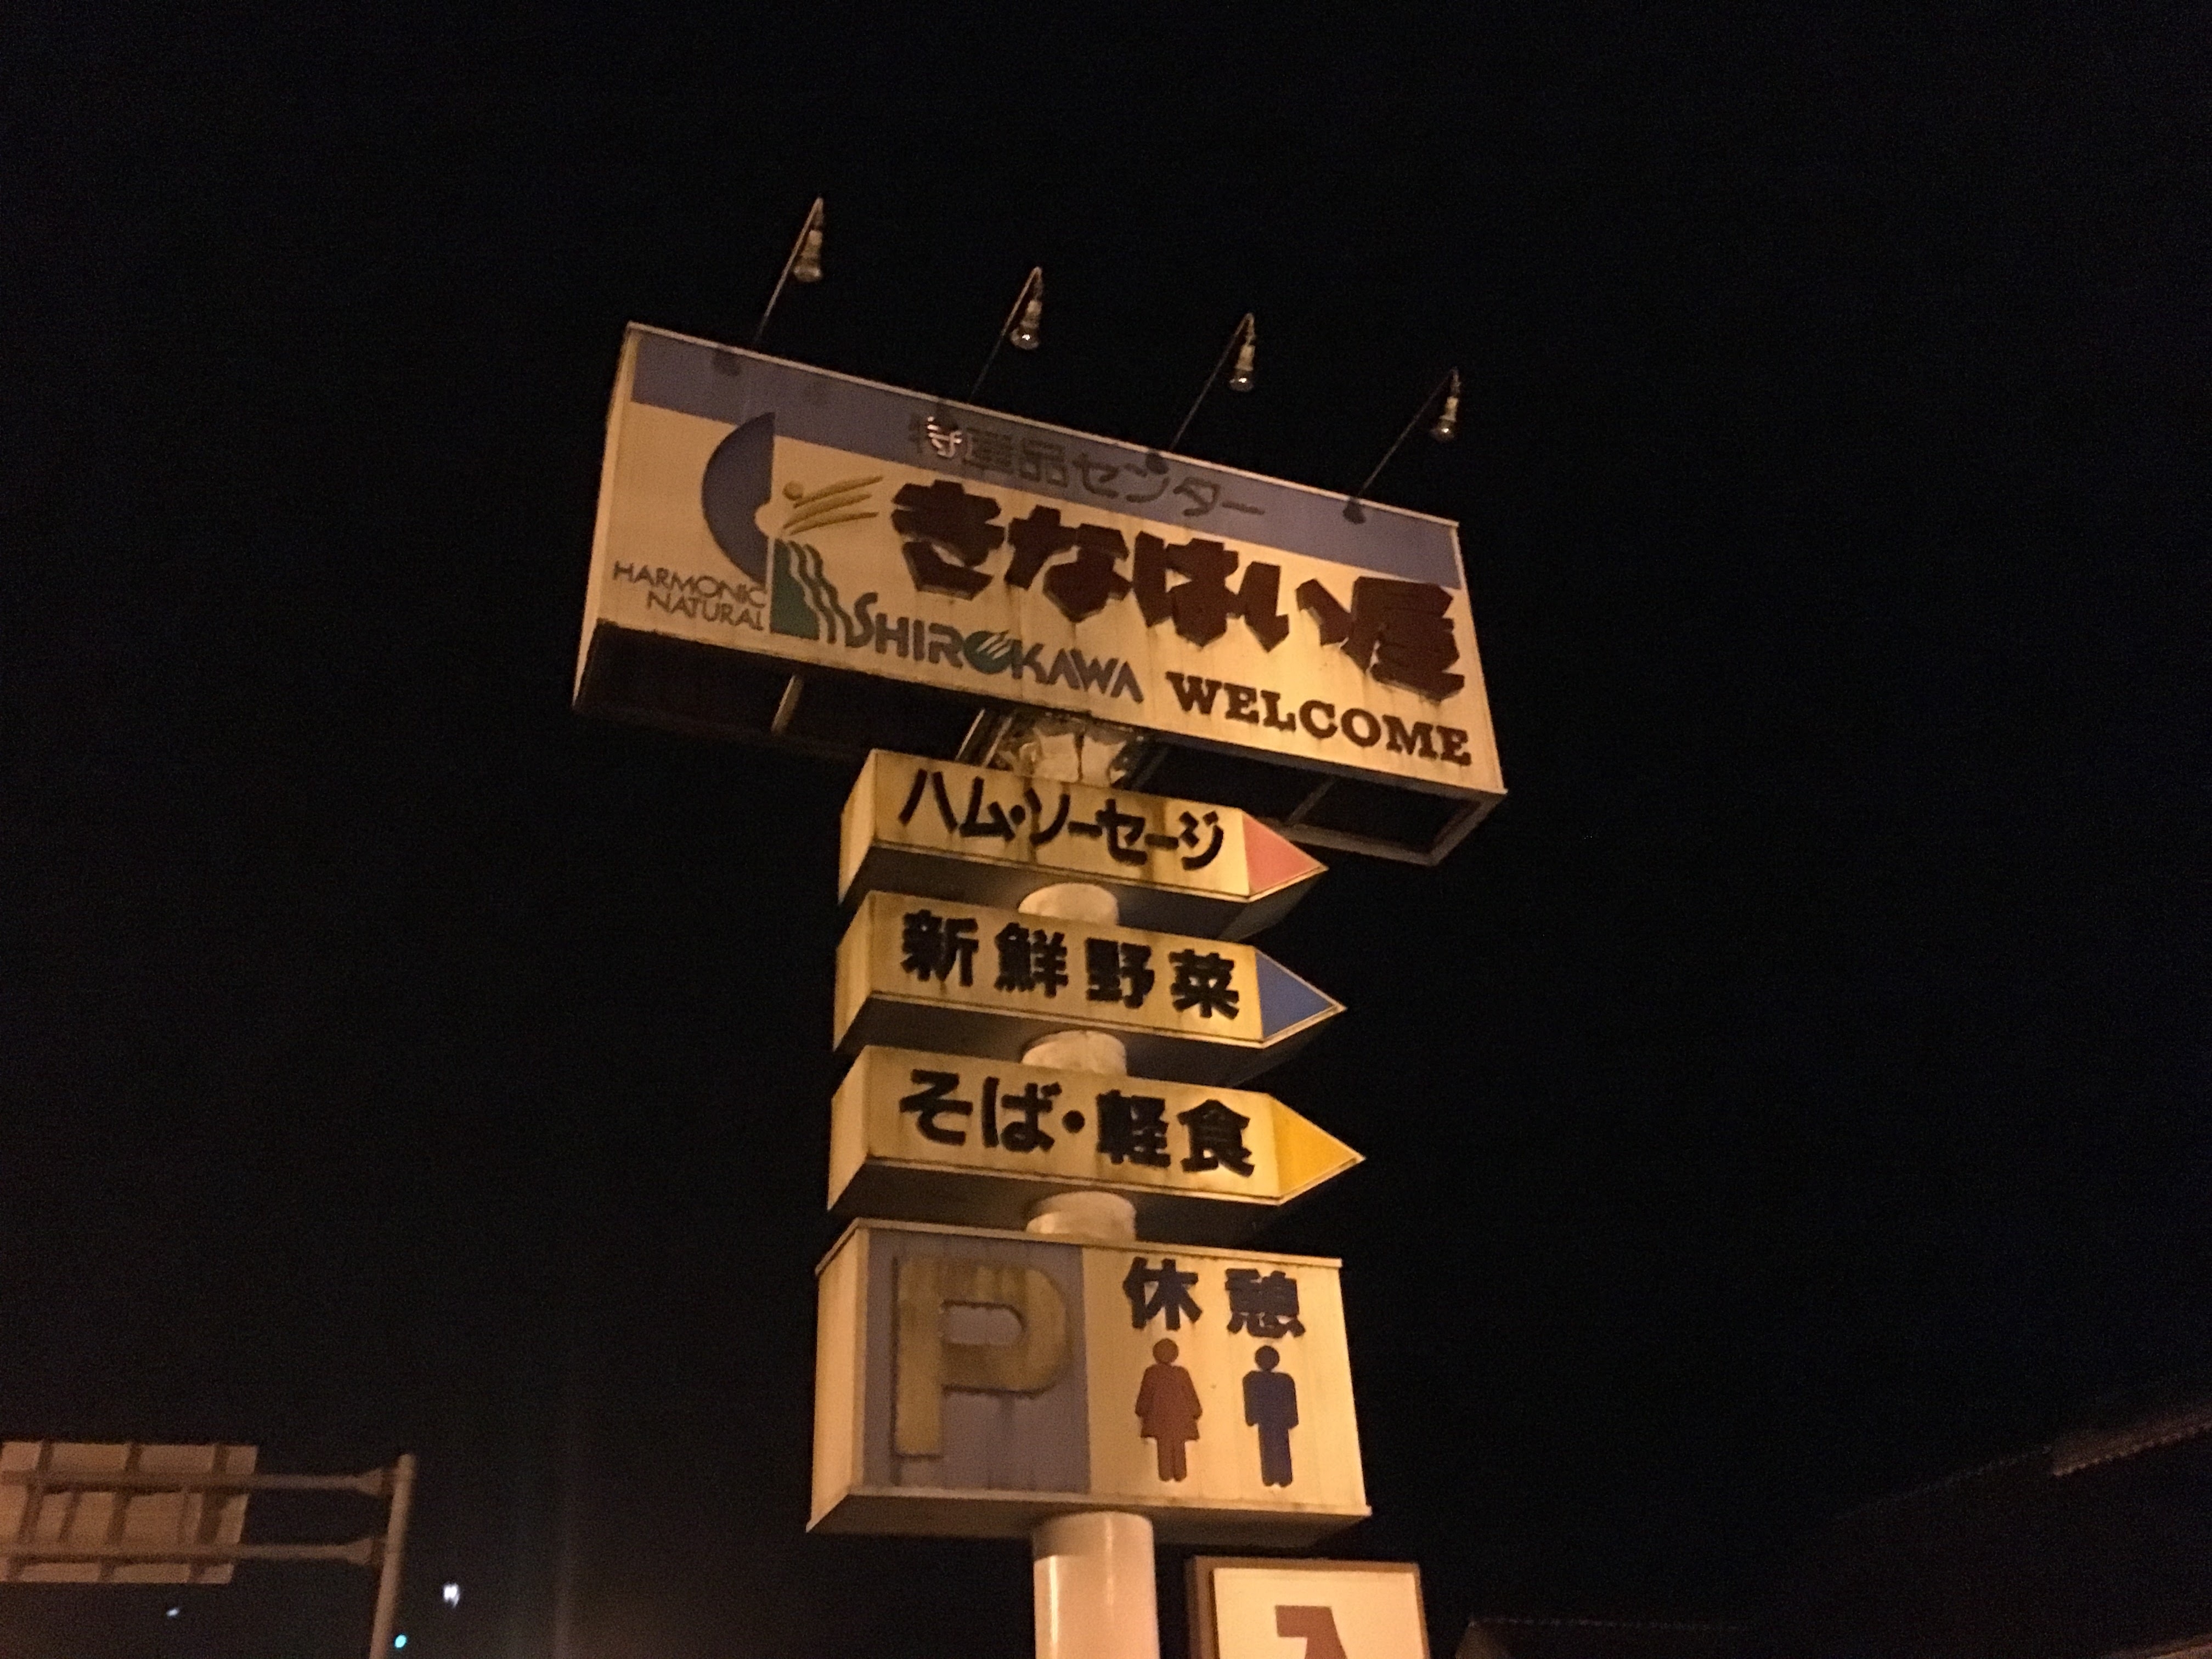 特産品センター
きなはい屋
HARMONIC
NATURAL
SHIROKAWA
WELCOME
ハム・ソーセージ
新鮮野菜
そば・軽食
P
休憩